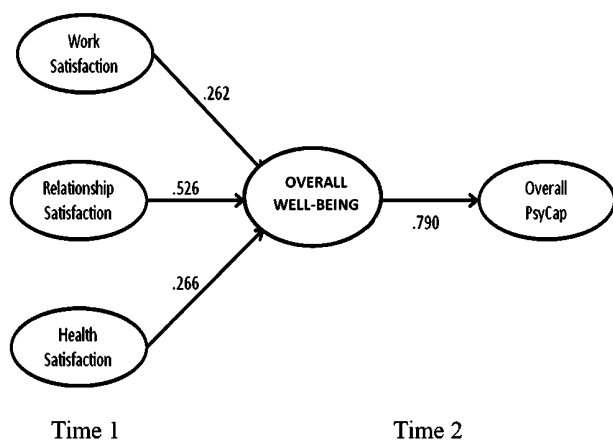 Work
Satisfaction
.262
Relationship
Satisfaction
.526
OVERALL
WELL-BEING
.790
Overall
PsyCap
.266
Health
Satisfaction
Time 1
Time 2